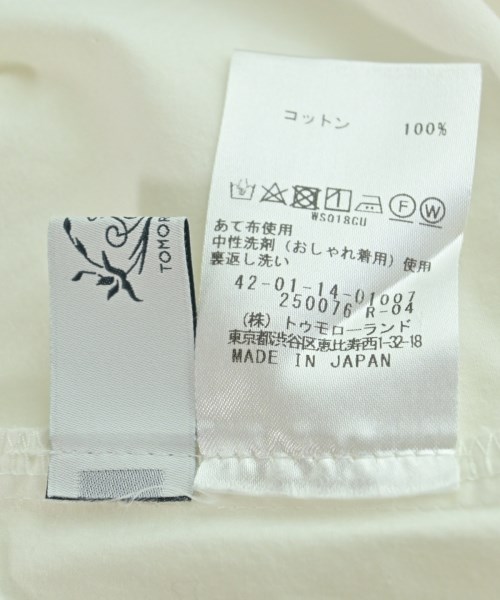 コットン 100%
WS018CU
あて布使用
中性洗剤（おしゃれ着用）使用
裏返し洗い
42-01-14-01007
250076 R-04
(株) トゥモローランド
東京都渋谷区恵比寿西1-32-18
MADE IN JAPAN
F
W
TOMOR